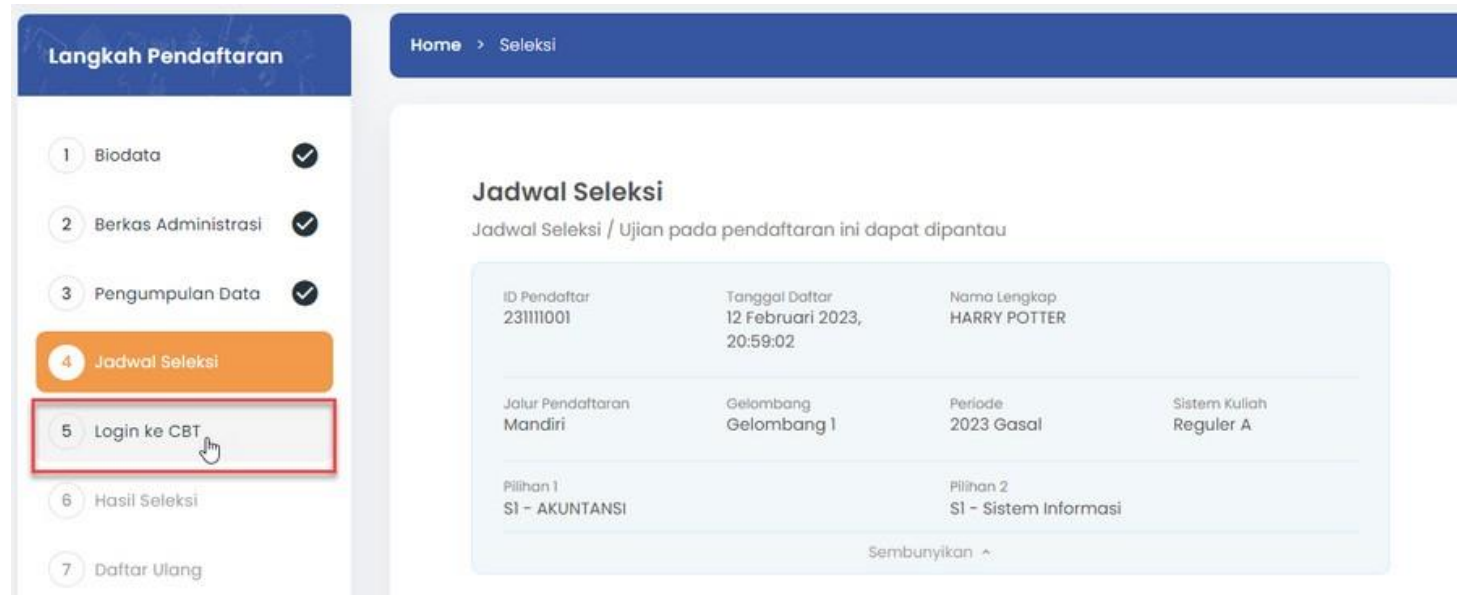 Langkah Pendaftaran
1 Biodata
2 Berkas Administrasi
3 Pengumpulan Data
4 Jadwal Seleksi
5 Login ke CBT
6 Hasil Seleksi
7 Daftar Ulang
Home > Seleksi
Jadwal Seleksi
Jadwal Seleksi / Ujian pada pendaftaran ini dapat dipantau
ID Pendaftar Tanggal Daftar Nama Lengkap
231111001 12 Februari 2023, HARRY POTTER
20:59:02
Jalur Pendaftaran Gelombang Periode Sistem Kuliah
Mandiri Gelombang 1 2023 Gasal Reguler A
Pilihan 1 Pilihan 2
S1 - AKUNTANSI S1 - Sistem Informasi
Sembunyikan